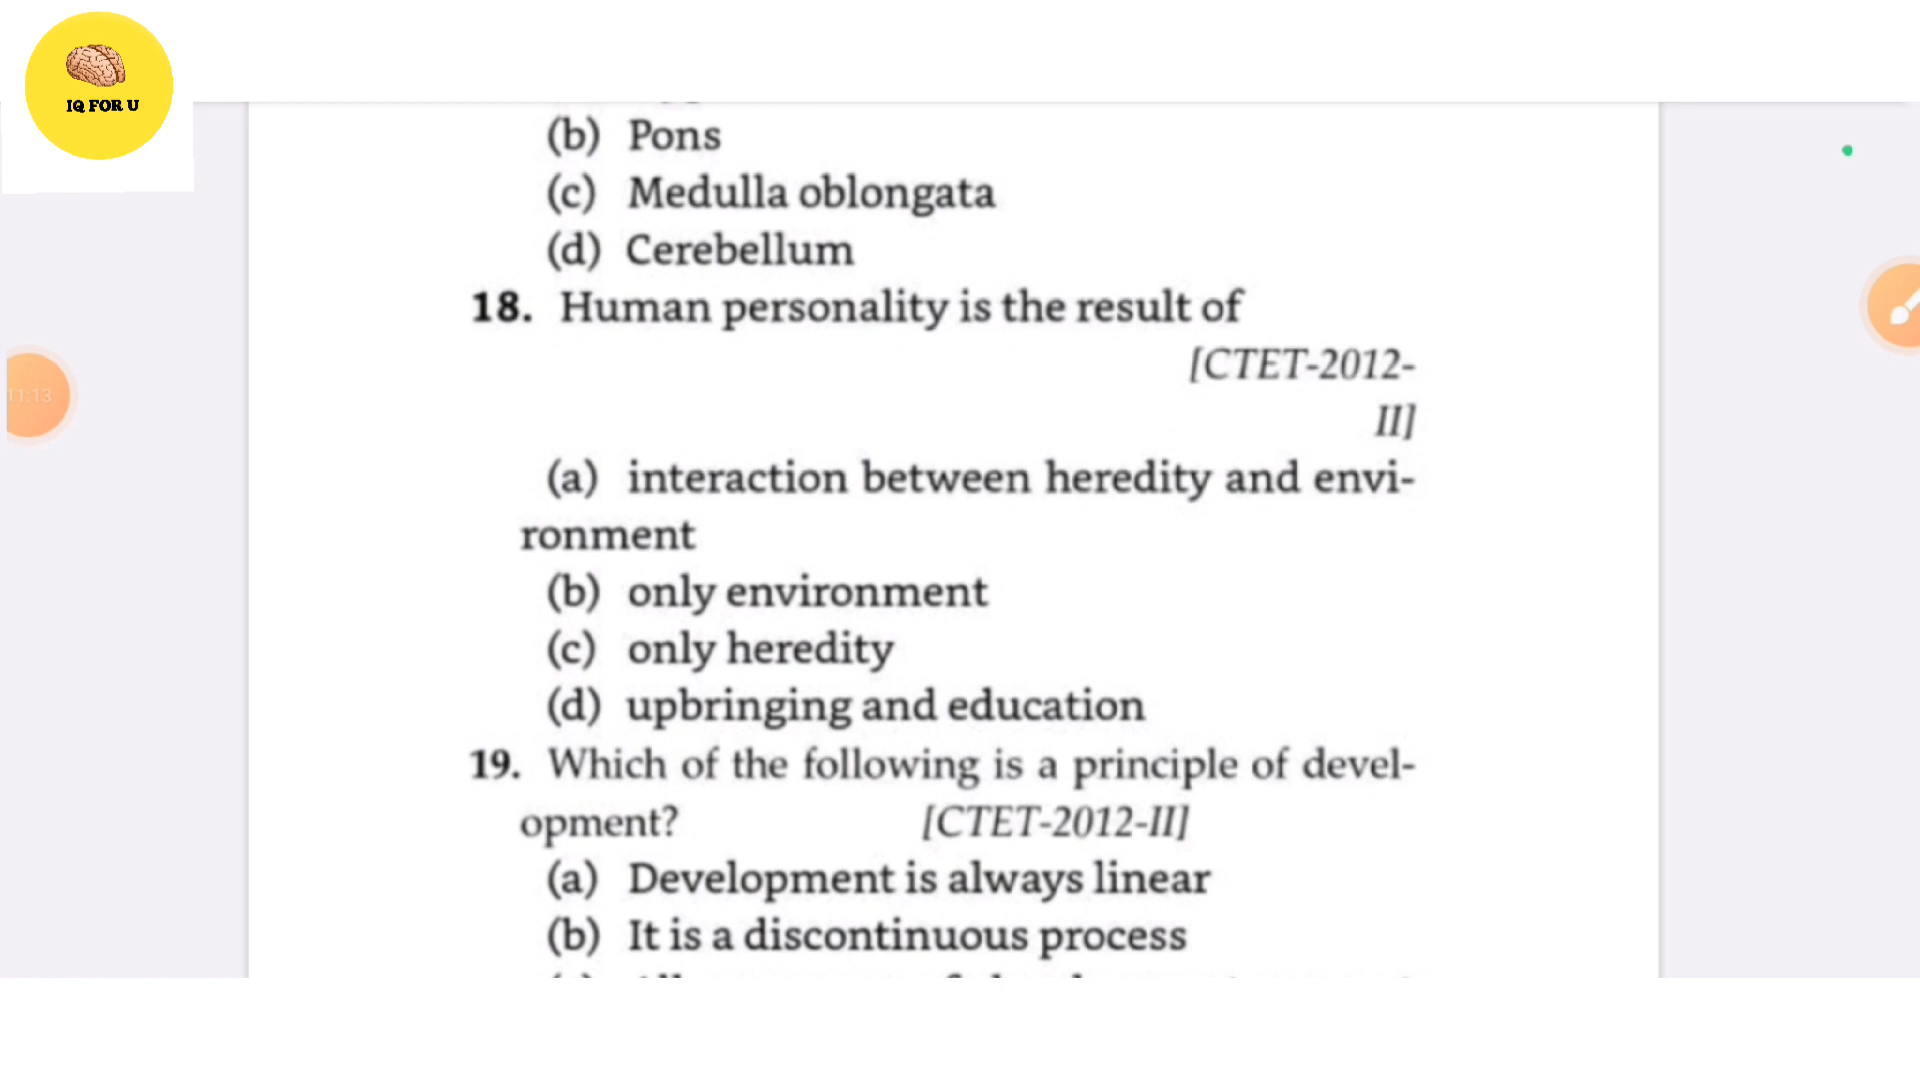 IQ FOR U
(b) Pons
(c) Medulla oblongata
(d) Cerebellum
18. Human personality is the result of
[CTET-2012-
II]
11:13
(a) interaction between heredity and envi-
ronment
(b) only environment
(c) only heredity
(d) upbringing and education
19. Which of the following is a principle of devel-
opment? [CTET-2012-II]
(a) Development is always linear
(b) It is a discontinuous process